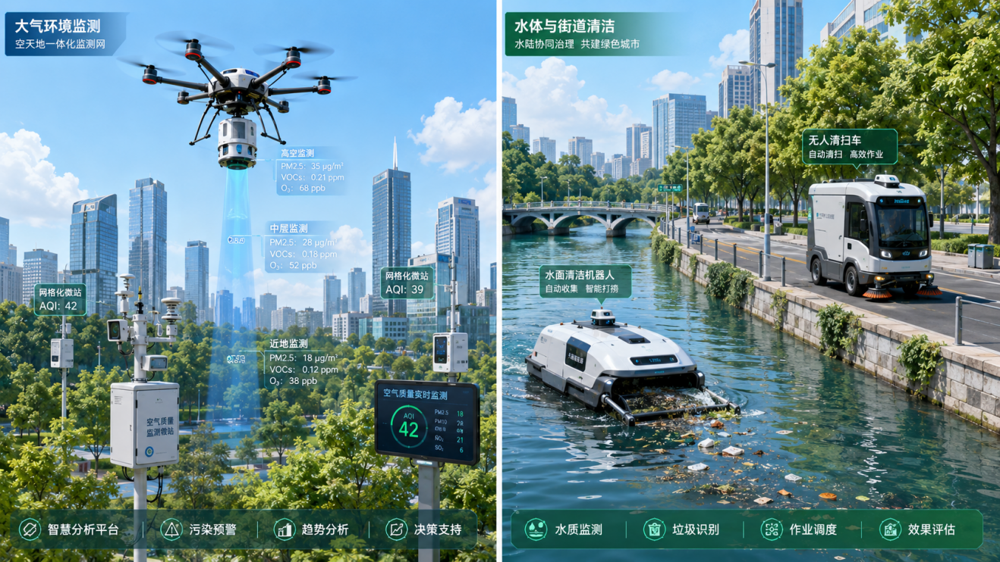 大气环境监测
空天地一体化监测网
高空监测
PM2.5: 35 μg/m³
VOCs: 0.21 ppm
O₃: 68 ppb
中层监测
PM2.5: 28 μg/m³
VOCs: 0.18 ppm
O₃: 52 ppb
近地监测
PM2.5: 18 μg/m³
VOCs: 0.12 ppm
O₃: 38 ppb
网格化微站
AQI: 42
网格化微站
AQI: 39
空气质量
监测微站
空气质量实时监测
AQI
42
PM2.5 18
PM10 28
21
SO₂ 6
智慧分析平台
污染预警
趋势分析
决策支持
水体与街道清洁
水陆协同治理 共建绿色城市
无人清扫车
自动清扫 高效作业
水面清洁机器人
自动收集 智能打捞
水质监测
垃圾识别
作业调度
效果评估